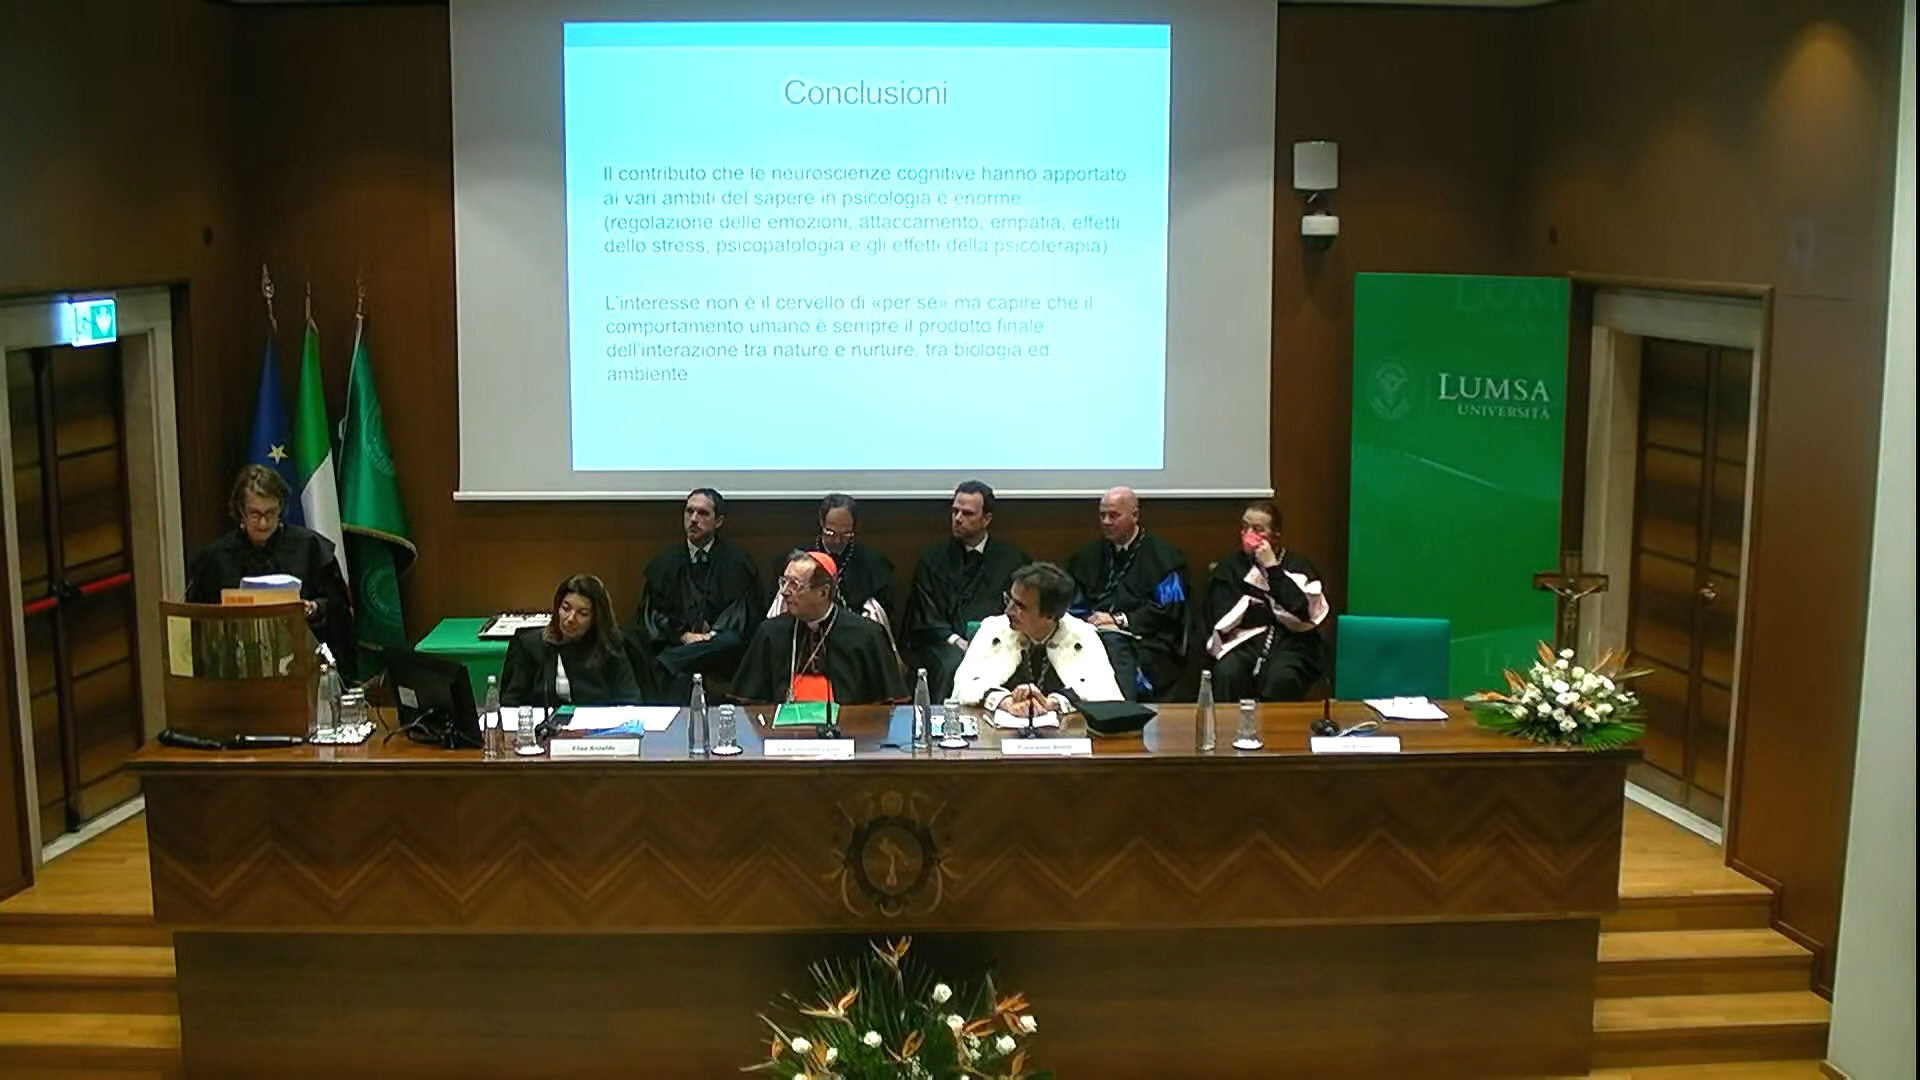 Conclusioni
Il contributo che le neuroscienze cognitive hanno apportato
ai vari ambiti del sapere in psicologia è enorme
(regolazione delle emozioni, attaccamento, empatia, effetti
dello stress, psicopatologia e gli effetti della psicoterapia)
L'interesse non è il cervello di «per sé» ma capire che il
comportamento umano è sempre il prodotto finale
dell'interazione tra nature e nurture, tra biologia ed
ambiente
LUMSA
UNIVERSITÀ